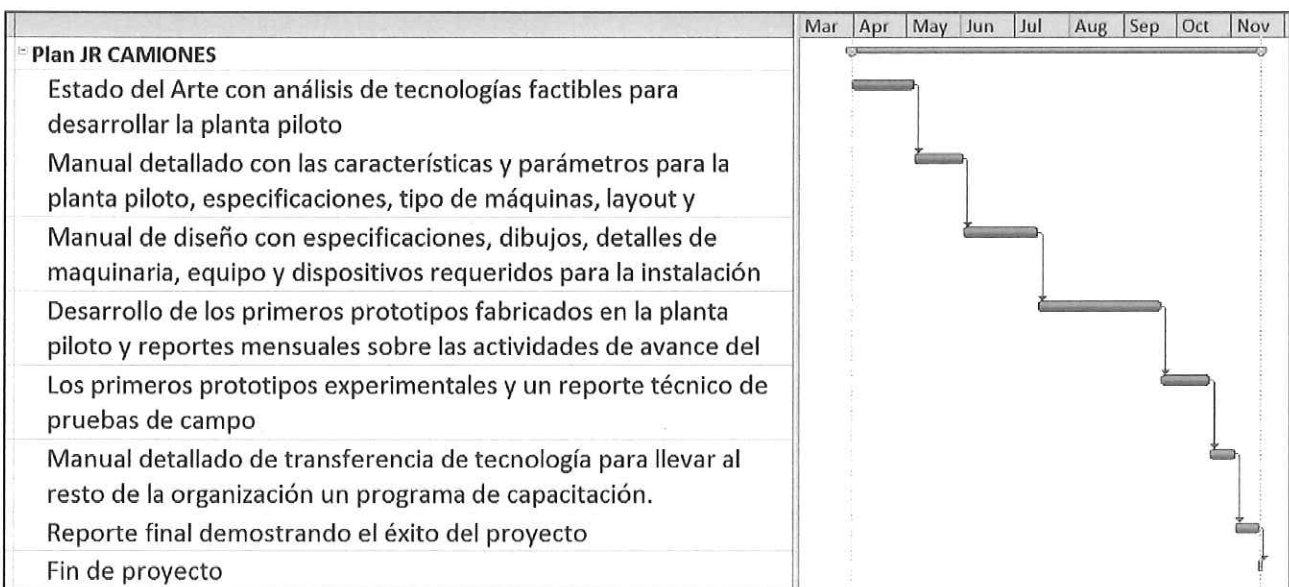 Mar Apr May Jun Jul Aug Sep Oct Nov
Plan JR CAMIONES
Estado del Arte con análisis de tecnologías factibles para
desarrollar la planta piloto
Manual detallado con las características y parámetros para la
planta piloto, especificaciones, tipo de máquinas, layout y
Manual de diseño con especificaciones, dibujos, detalles de
maquinaria, equipo y dispositivos requeridos para la instalación
Desarrollo de los primeros prototipos fabricados en la planta
piloto y reportes mensuales sobre las actividades de avance del
Los primeros prototipos experimentales y un reporte técnico de
pruebas de campo
Manual detallado de transferencia de tecnología para llevar al
resto de la organización un programa de capacitación.
Reporte final demostrando el éxito del proyecto
Fin de proyecto